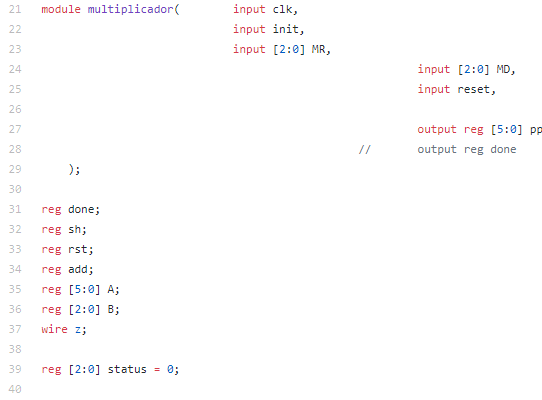 21 module multiplicador( input clk,
22 input init,
23 input [2:0] MR,
24 input [2:0] MD,
25 input reset,
26
27 output reg [5:0] pp
28 // output reg done
29 );
30
31 reg done;
32 reg sh;
33 reg rst;
34 reg add;
35 reg [5:0] A;
36 reg [2:0] B;
37 wire z;
38
39 reg [2:0] status = 0;
40